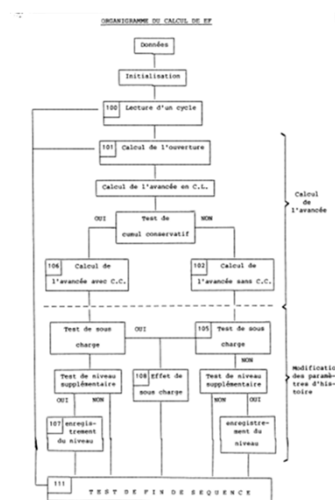 ORGANIGRAMME DU CALCUL DE EF
Données
Initialisation
100 Lecture d'un cycle
101 Calcul de l'ouverture
Calcul de l'avancée en C.L.
OUI Test de NON
cumul conservatif
Calcul
de
l'avancée
106 Calcul de
l'avancée avec C.C.
102 Calcul de
l'avancée sans C.C.
Test de sous
charge
OUI
105 Test de sous
charge
NON
Test de niveau
supplémentaire
108 Effet de
sous charge
Test de niveau
supplémentaire
Modificatio
des paramè-
tres d'his-
toire
OUI NON
NON OUI
107 enregis-
trement
du niveau
enregistre-
ment du
niveau
111
TEST DE FIN DE SEQUENCE